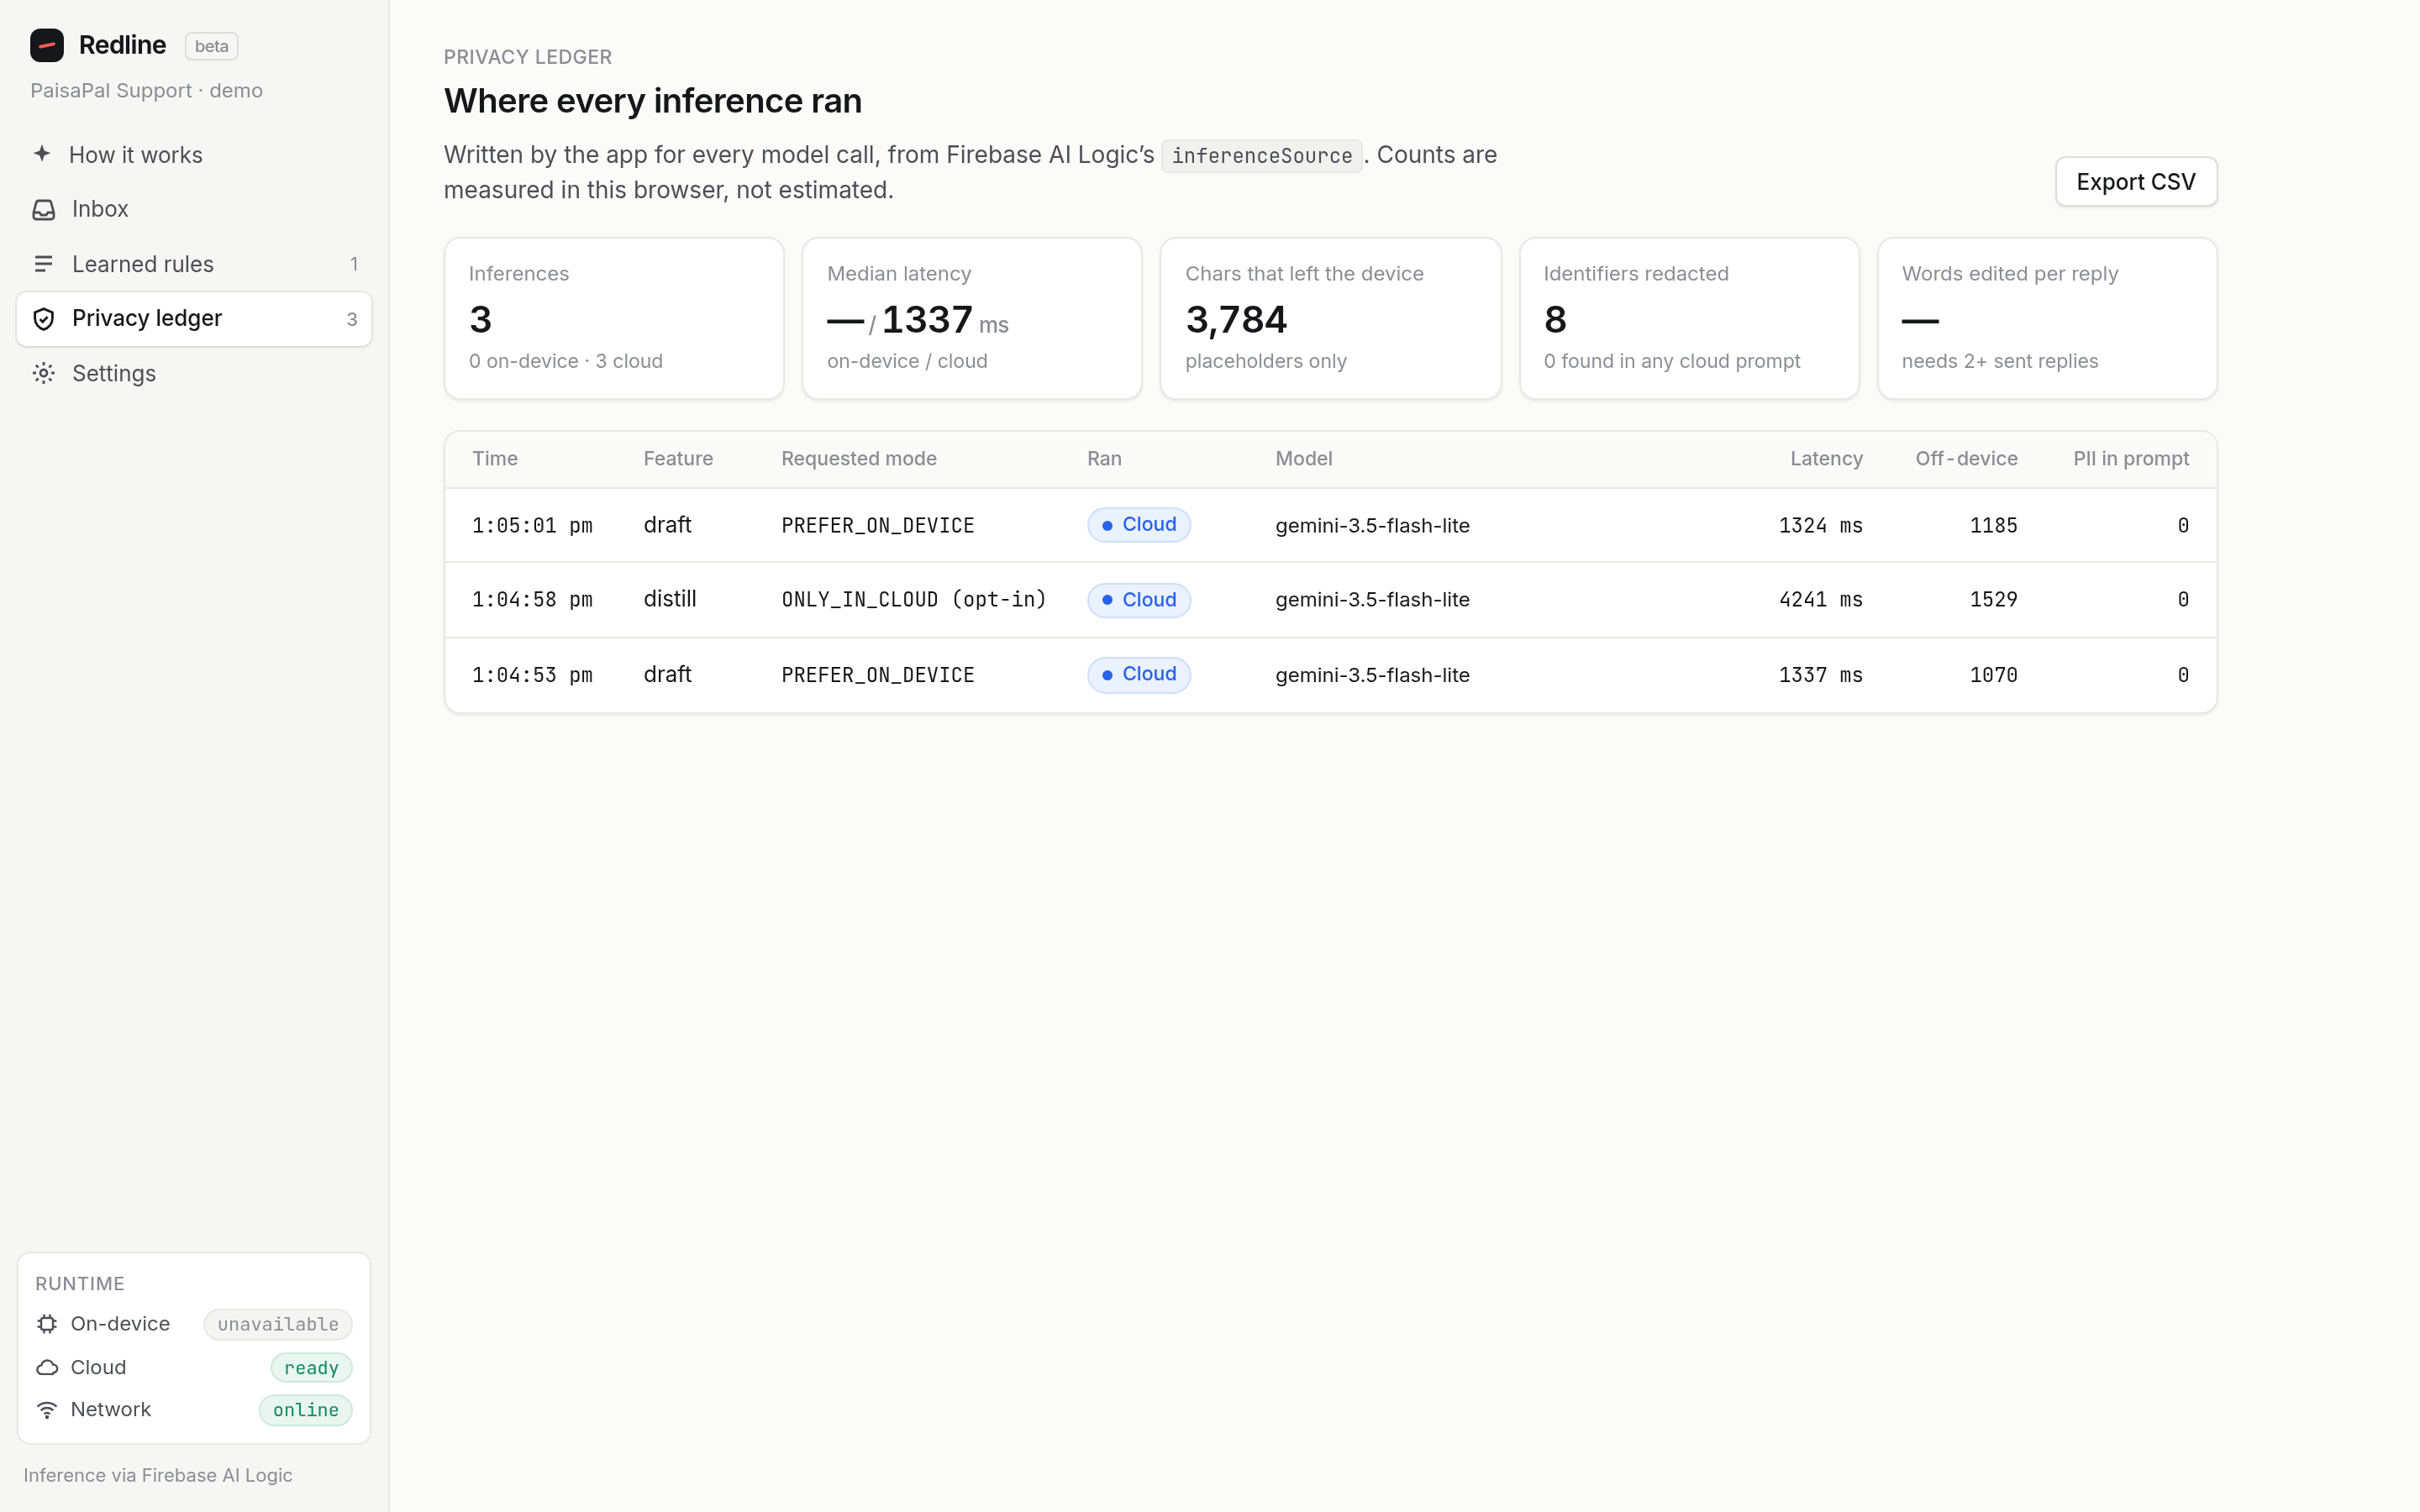 Redline beta
PaisaPal Support · demo
How it works
Inbox
Learned rules 1
Privacy ledger 3
Settings
RUNTIME
On-device unavailable
Cloud ready
Network online
Inference via Firebase AI Logic
PRIVACY LEDGER
Where every inference ran
Written by the app for every model call, from Firebase AI Logic’s inferenceSource. Counts are
measured in this browser, not estimated.
Export CSV
Inferences
3
0 on-device · 3 cloud
Median latency
— / 1337 ms
on-device / cloud
Chars that left the device
3,784
placeholders only
Identifiers redacted
8
0 found in any cloud prompt
Words edited per reply
—
needs 2+ sent replies
Time Feature Requested mode Ran Model Latency Off-device PII in prompt
1:05:01 pm draft PREFER_ON_DEVICE Cloud gemini-3.5-flash-lite 1324 ms 1185 0
1:04:58 pm distill ONLY_IN_CLOUD (opt-in) Cloud gemini-3.5-flash-lite 4241 ms 1529 0
1:04:53 pm draft PREFER_ON_DEVICE Cloud gemini-3.5-flash-lite 1337 ms 1070 0